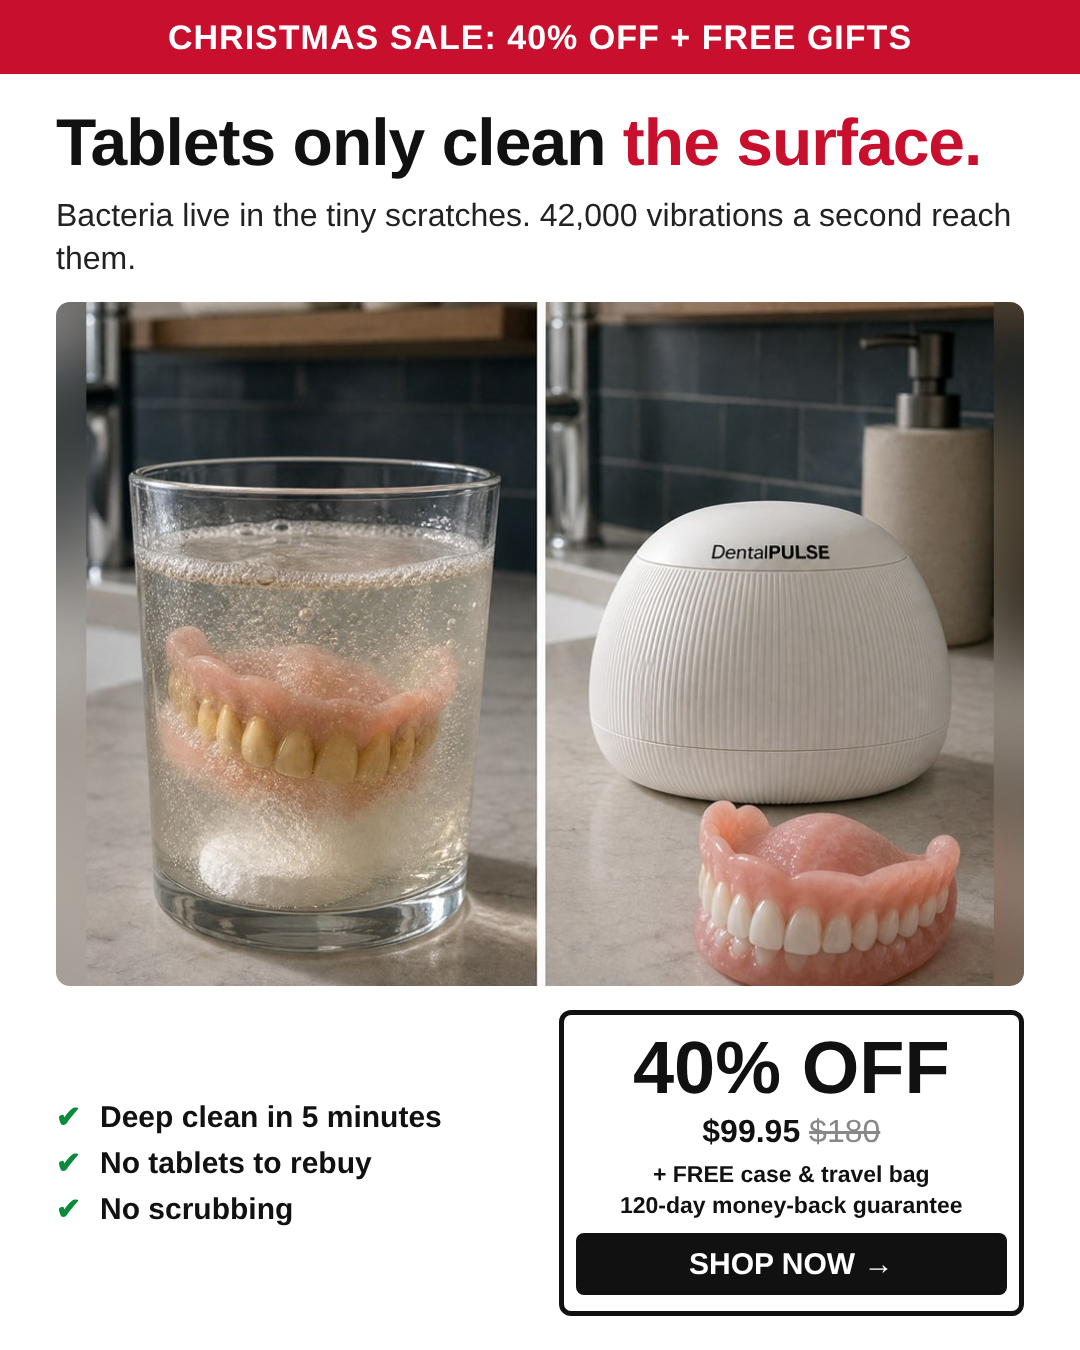 CHRISTMAS SALE: 40% OFF + FREE GIFTS
Tablets only clean the surface.
Bacteria live in the tiny scratches. 42,000 vibrations a second reach
them.
DentalPULSE
✔ Deep clean in 5 minutes
✔ No tablets to rebuy
✔ No scrubbing
40% OFF
$99.95 $180
+ FREE case & travel bag
120-day money-back guarantee
SHOP NOW →